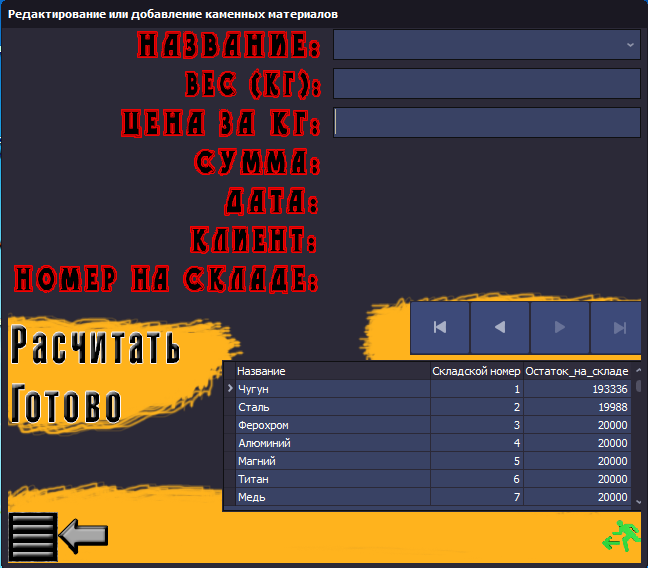 Редактирование или добавление каменных материалов
НАЗВАНИЕ:
ВЕС (КГ):
ЦЕНА ЗА КГ:
СУММА:
ДАТА:
КЛИЕНТ:
НОМЕР НА СКЛАДЕ:
Расчитать
Готово
Название Складской номер Остаток_на_складе
Чугун 1 193336
Сталь 2 19988
Ферохром 3 20000
Алюминий 4 20000
Магний 5 20000
Титан 6 20000
Медь 7 20000